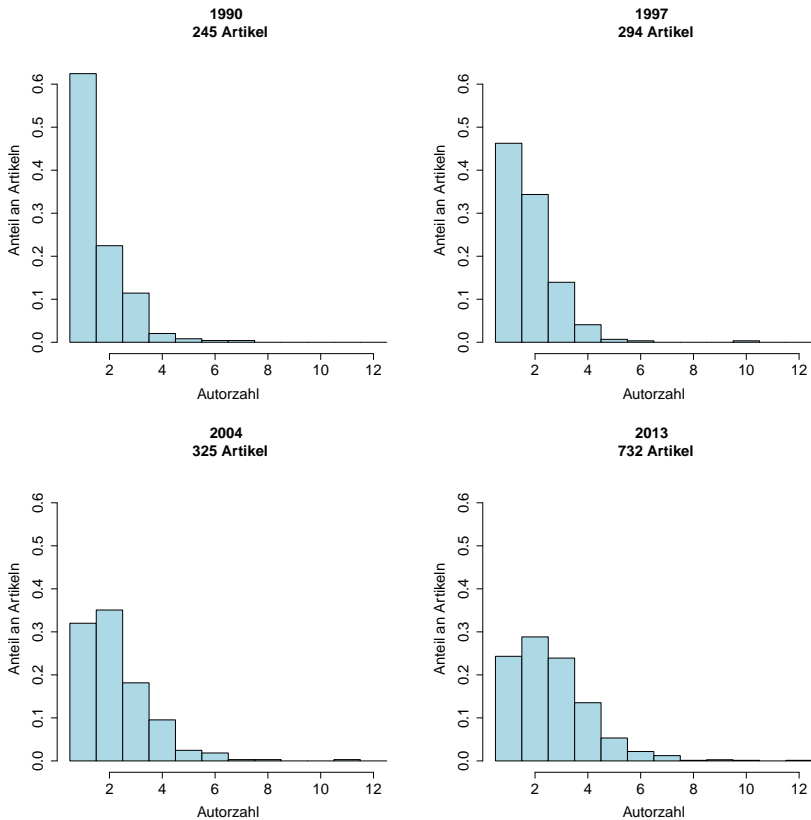 1990
245 Artikel
Anteil an Artikeln
0.0 0.1 0.2 0.3 0.4 0.5 0.6
2 4 6 8 10 12
Autorzahl
1997
294 Artikel
Anteil an Artikeln
0.0 0.1 0.2 0.3 0.4 0.5 0.6
2 4 6 8 10 12
Autorzahl
2004
325 Artikel
Anteil an Artikeln
0.0 0.1 0.2 0.3 0.4 0.5 0.6
2 4 6 8 10 12
Autorzahl
2013
732 Artikel
Anteil an Artikeln
0.0 0.1 0.2 0.3 0.4 0.5 0.6
2 4 6 8 10 12
Autorzahl